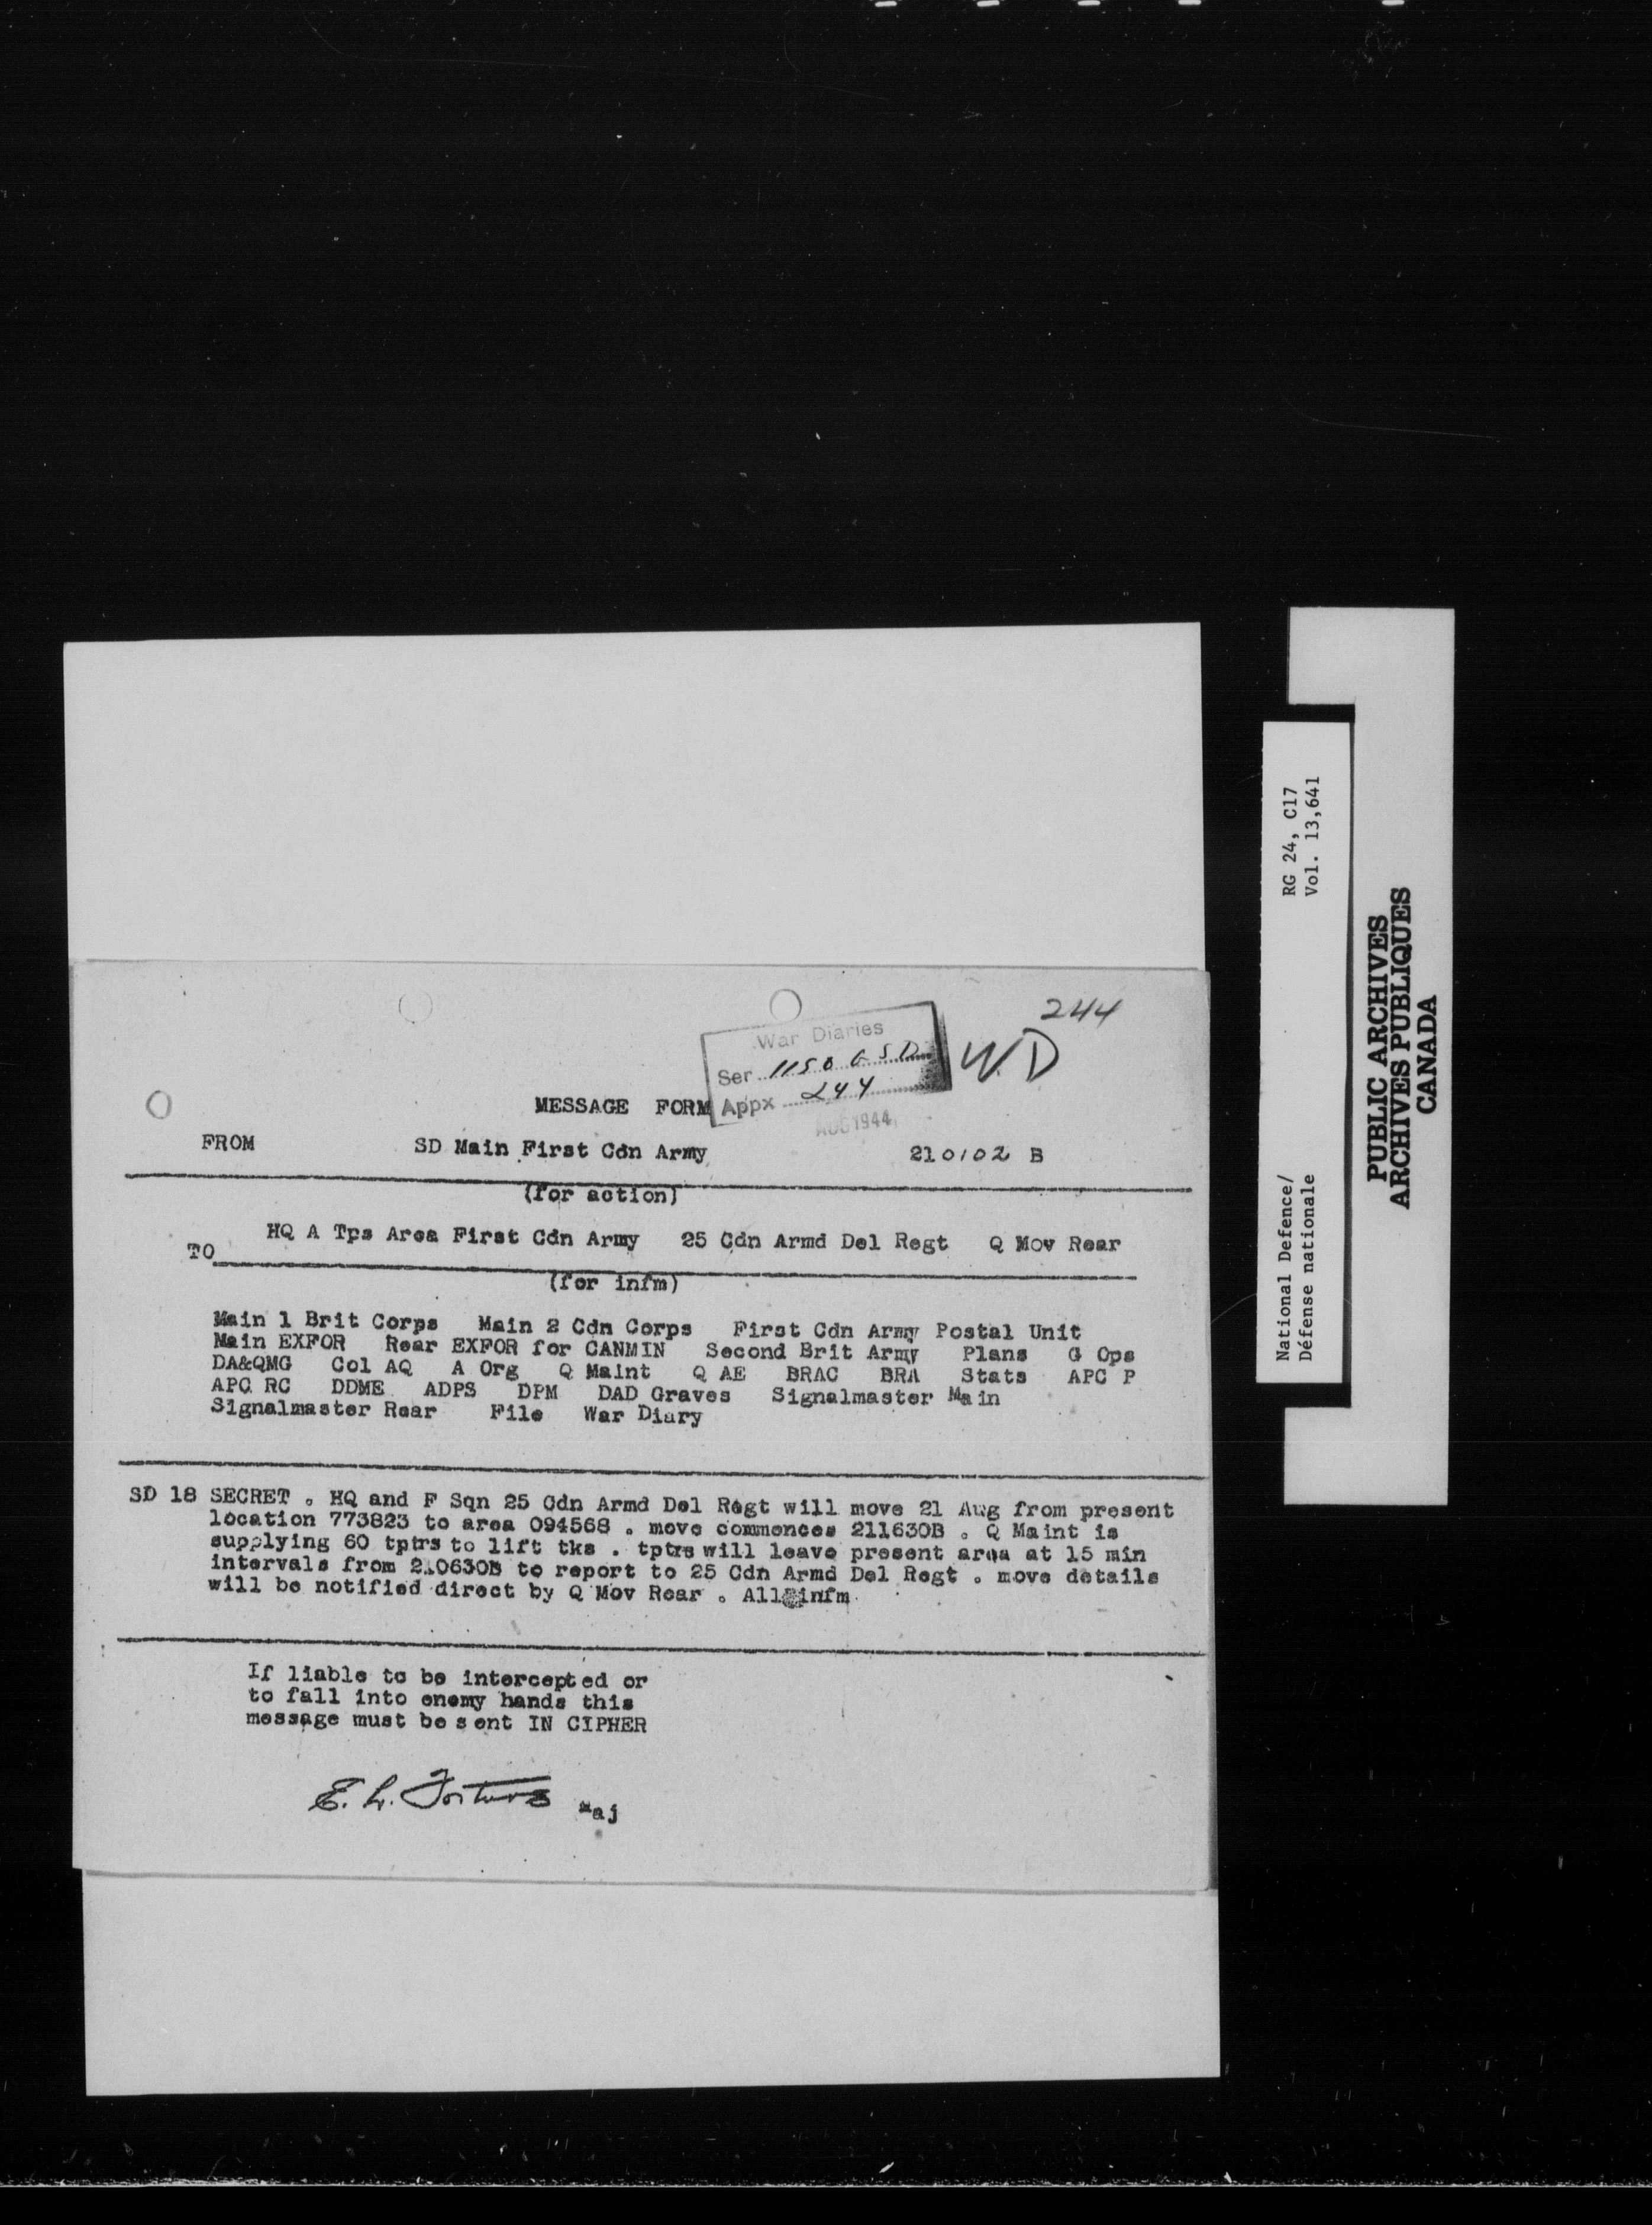 244
War Diaries
Ser 1150 G S D
WD
Appx 244
MESSAGE FORM
AUG 1944
FROM SD Main First Cdn Army 210102 B
(for action)
TO HQ A Tps Area First Cdn Army 25 Cdn Armd Del Regt Q Mov Rear
(for infm)
Main 1 Brit Corps Main 2 Cdn Corps First Cdn Army Postal Unit
Main EXFOR Rear EXFOR for CANMIN Second Brit Army Plans G Ops
DA&QMG Col AQ A Org Q Maint Q AE BRAC BRA Stats APC P
APC RC DDME ADPS DPM DAD Graves Signalmaster Main
Signalmaster Rear File War Diary
SD 18 SECRET . HQ and F Sqn 25 Cdn Armd Del Regt will move 21 Aug from present
location 773823 to area 094568 . move commences 211630B . Q Maint is
supplying 60 tptrs to lift tks . tptrs will leave present area at 15 min
intervals from 210630B to report to 25 Cdn Armd Del Regt . move details
will be notified direct by Q Mov Rear . All infm
If liable to be intercepted or
to fall into enemy hands this
message must be sent IN CIPHER
E. L. Maj
National Defence/ RG 24, C17
Défense nationale Vol. 13,641
PUBLIC ARCHIVES
ARCHIVES PUBLIQUES
CANADA